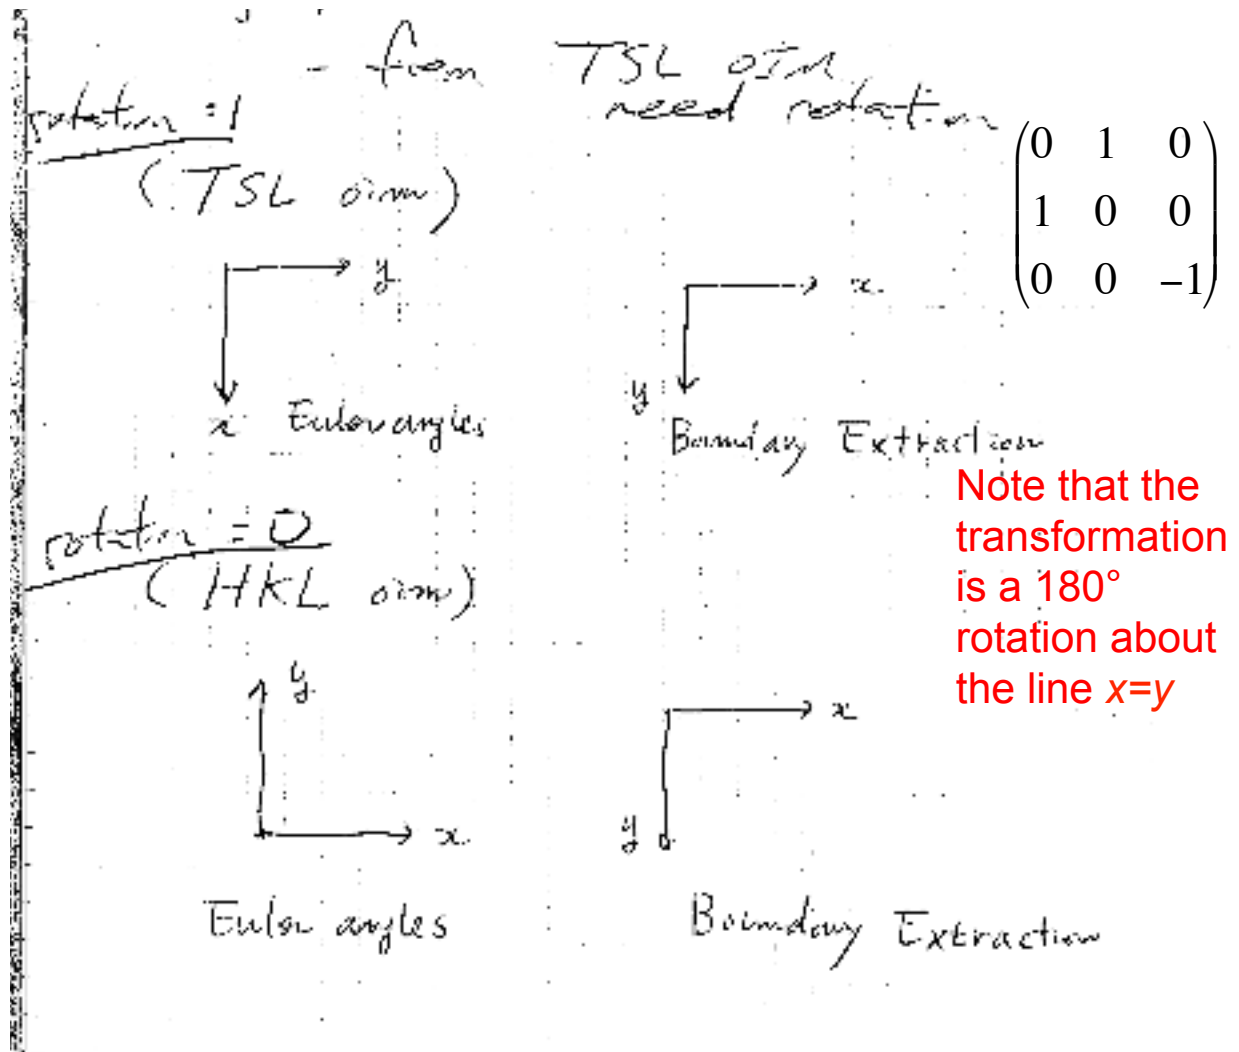 - from TSL OIM
need rotation
rotation = 1
(TSL oim)
(0 1 0
1 0 0
0 0 −1)
y
x
x Euler angles
y
Boundary Extraction
Note that the
transformation
is a 180°
rotation about
the line x=y
rotation = 0
(HKL oim)
y
x
x
y
Euler angles
Boundary Extraction